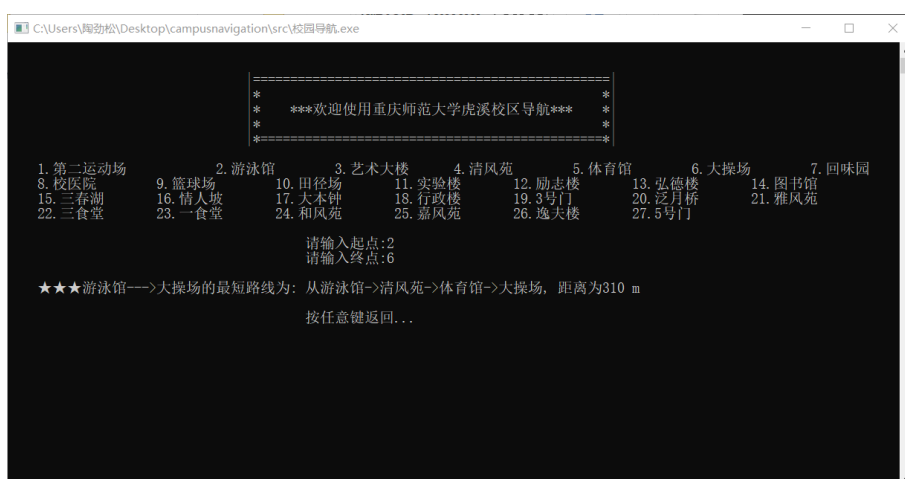 C:\Users\陶劲松\Desktop\campusnavigation\src\校园导航.exe
|================================================|
* *
* ***欢迎使用重庆师范大学虎溪校区导航*** *
* *
|*==============================================*|
1.第二运动场 2.游泳馆 3.艺术大楼 4.清风苑 5.体育馆 6.大操场 7.回味园
8.校医院 9.篮球场 10.田径场 11.实验楼 12.励志楼 13.弘德楼 14.图书馆
15.三春湖 16.情人坡 17.大本钟 18.行政楼 19.3号门 20.泛月桥 21.雅风苑
22.三食堂 23.一食堂 24.和风苑 25.嘉风苑 26.逸夫楼 27.5号门
请输入起点:2
请输入终点:6
★★★游泳馆--->大操场的最短路线为: 从游泳馆->清风苑->体育馆->大操场, 距离为310 m
按任意键返回...